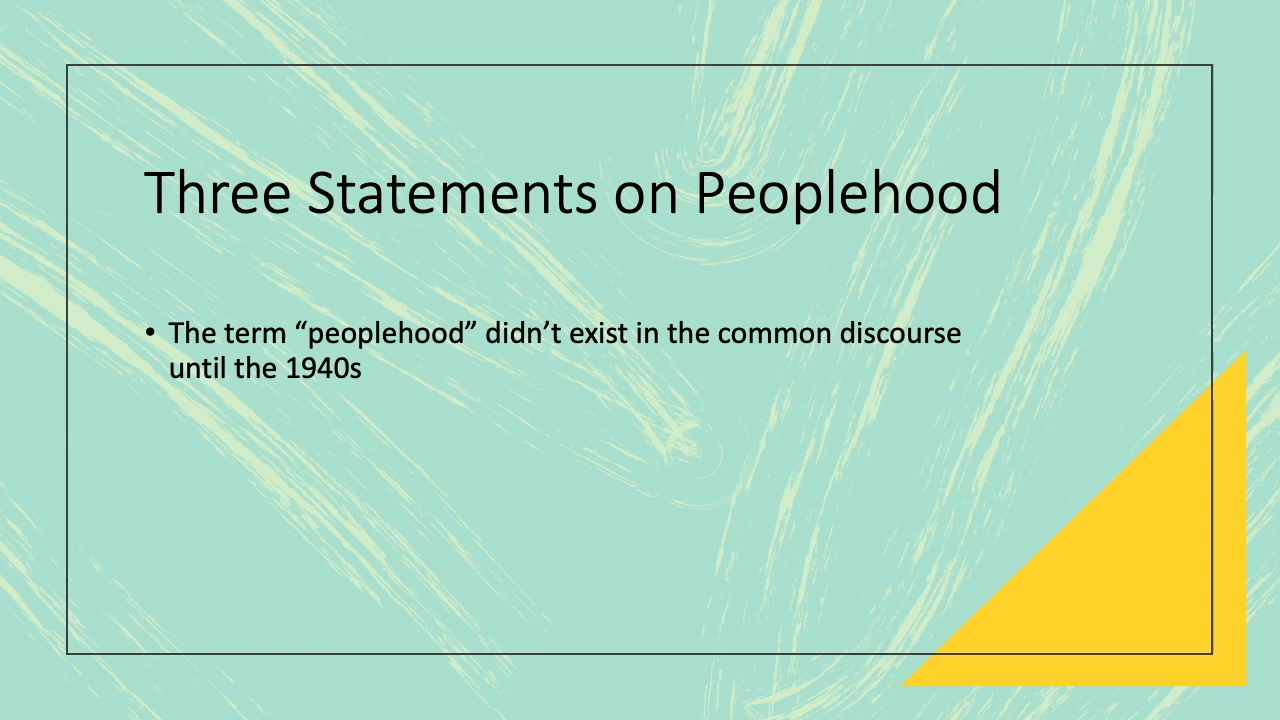 Three Statements on Peoplehood
• The term “peoplehood” didn’t exist in the common discourse
until the 1940s